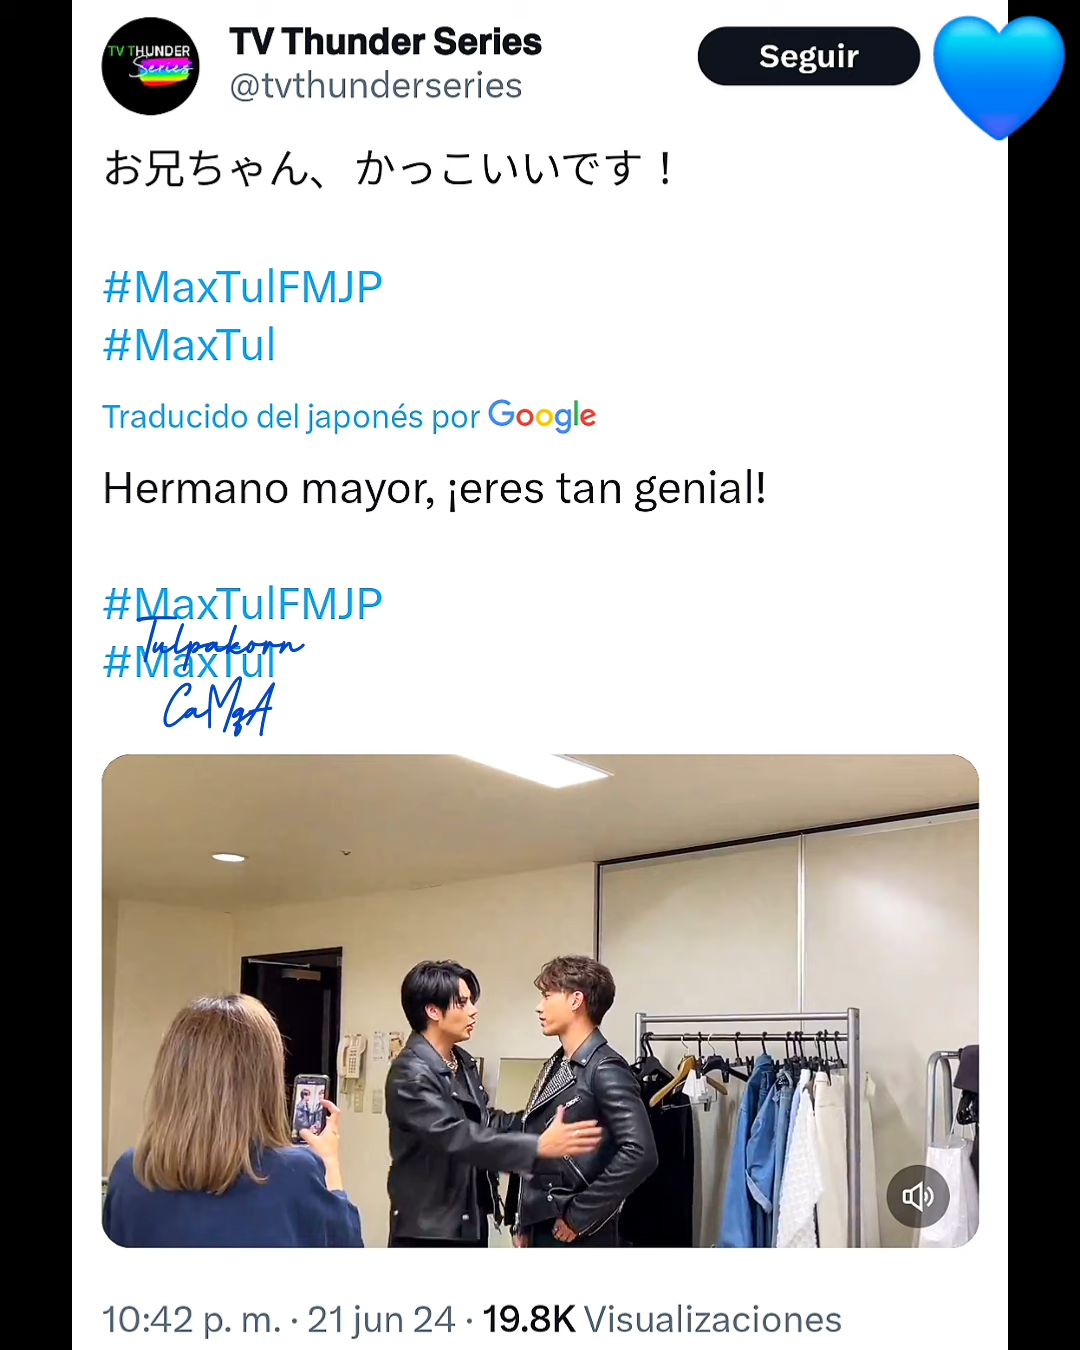 TV THUNDER
Series
TV Thunder Series
@tvthunderseries
Seguir
お兄ちゃん、かっこいいです！
#MaxTulFMJP
#MaxTul
Traducido del japonés por Google
Hermano mayor, ¡eres tan genial!
#MaxTulFMJP
#MaxTul
Tulpakorn
CaMgA
10:42 p. m. · 21 jun 24 · 19.8K Visualizaciones